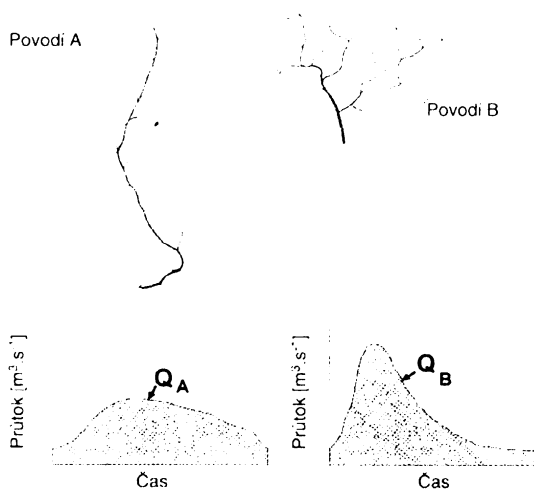 Povodí A
Povodí B
Průtok [m³.s⁻¹]
Q A
Čas
Průtok [m³.s⁻¹]
Q B
Čas